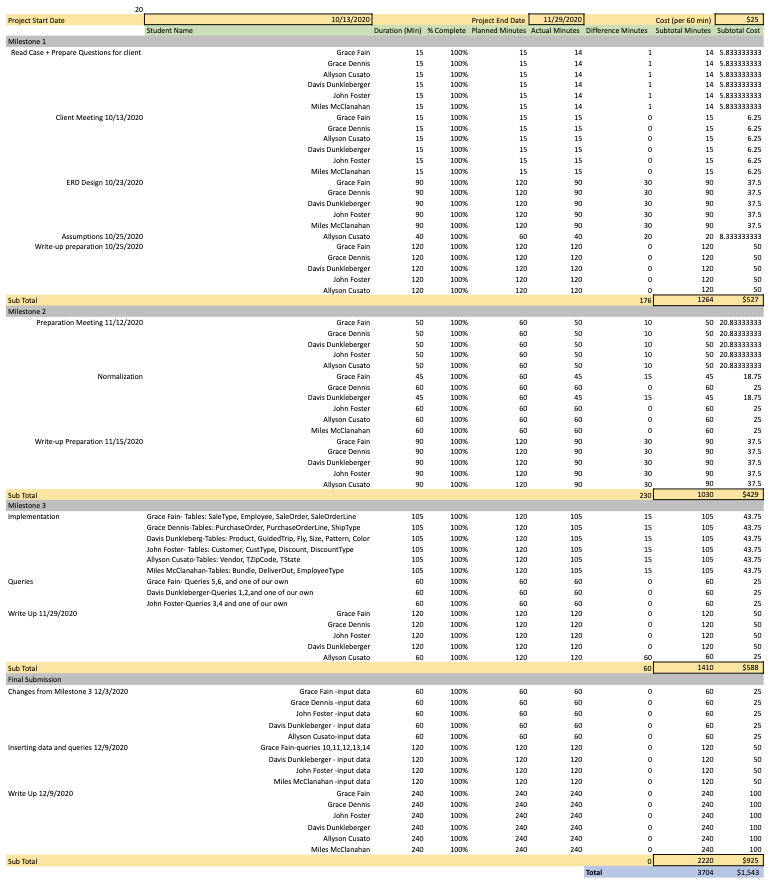 20
Project Start Date 10/13/2020 Project End Date 11/29/2020 Cost (per 60 min) $25
Student Name Duration (Min) % Complete Planned Minutes Actual Minutes Difference Minutes Subtotal Minutes Subtotal Cost
Milestone 1
Read Case + Prepare Questions for client Grace Fain 15 100% 15 14 1 14 5.833333333
Grace Dennis 15 100% 15 14 1 14 5.833333333
Allyson Cusato 15 100% 15 14 1 14 5.833333333
Davis Dunkleberger 15 100% 15 14 1 14 5.833333333
John Foster 15 100% 15 14 1 14 5.833333333
Miles McClanahan 15 100% 15 14 1 14 5.833333333
Client Meeting 10/13/2020 Grace Fain 15 100% 15 15 0 15 6.25
Grace Dennis 15 100% 15 15 0 15 6.25
Allyson Cusato 15 100% 15 15 0 15 6.25
Davis Dunkleberger 15 100% 15 15 0 15 6.25
John Foster 15 100% 15 15 0 15 6.25
Miles McClanahan 15 100% 15 15 0 15 6.25
ERD Design 10/23/2020 Grace Fain 90 100% 120 90 30 90 37.5
Grace Dennis 90 100% 120 90 30 90 37.5
Davis Dunkleberger 90 100% 120 90 30 90 37.5
John Foster 90 100% 120 90 30 90 37.5
Miles McClanahan 90 100% 120 90 30 90 37.5
Assumptions 10/25/2020 Allyson Cusato 40 100% 60 40 20 20 8.333333333
Write-up preparation 10/25/2020 Grace Fain 120 100% 120 120 0 120 50
Grace Dennis 120 100% 120 120 0 120 50
Davis Dunkleberger 120 100% 120 120 0 120 50
John Foster 120 100% 120 120 0 120 50
Allyson Cusato 120 100% 120 120 0 120 50
Sub Total 176 1264 $527
Milestone 2
Preparation Meeting 11/12/2020 Grace Fain 50 100% 60 50 10 50 20.83333333
Grace Dennis 50 100% 60 50 10 50 20.83333333
Davis Dunkleberger 50 100% 60 50 10 50 20.83333333
John Foster 50 100% 60 50 10 50 20.83333333
Allyson Cusato 50 100% 60 50 10 50 20.83333333
Normalization Grace Fain 45 100% 60 45 15 45 18.75
Grace Dennis 60 100% 60 60 0 60 25
Davis Dunkleberger 45 100% 60 45 15 45 18.75
John Foster 60 100% 60 60 0 60 25
Allyson Cusato 60 100% 60 60 0 60 25
Miles McClanahan 60 100% 60 60 0 60 25
Write-up Preparation 11/15/2020 Grace Fain 90 100% 120 90 30 90 37.5
Grace Dennis 90 100% 120 90 30 90 37.5
Davis Dunkleberger 90 100% 120 90 30 90 37.5
John Foster 90 100% 120 90 30 90 37.5
Allyson Cusato 90 100% 120 90 30 90 37.5
Sub Total 230 1030 $429
Milestone 3
Implementation Grace Fain- Tables: SaleType, Employee, SaleOrder, SaleOrderLine 105 100% 120 105 15 105 43.75
Grace Dennis-Tables: PurchaseOrder, PurchaseOrderLine, ShipType 105 100% 120 105 15 105 43.75
Davis Dunkleberg-Tables: Product, GuidedTrip, Fly, Size, Pattern, Color 105 100% 120 105 15 105 43.75
John Foster- Tables: Customer, CustType, Discount, DiscountType 105 100% 120 105 15 105 43.75
Allyson Cusato-Tables: Vendor, TZipCode, TState 105 100% 120 105 15 105 43.75
Miles McClanahan-Tables: Bundle, DeliverOut, EmployeeType 105 100% 120 105 15 105 43.75
Queries Grace Fain- Queries 5,6, and one of our own 60 100% 60 60 0 60 25
Davis Dunkleberger-Queries 1,2,and one of our own 60 100% 60 60 0 60 25
John Foster-Queries 3,4 and one of our own 60 100% 60 60 0 60 25
Write Up 11/29/2020 Grace Fain 120 100% 120 120 0 120 50
Grace Dennis 120 100% 120 120 0 120 50
John Foster 120 100% 120 120 0 120 50
Davis Dunkleberger 120 100% 120 120 0 120 50
Allyson Cusato 60 100% 120 120 60 60 25
Sub Total 60 1410 $588
Final Submission
Changes from Milestone 3 12/3/2020 Grace Fain -input data 60 100% 60 60 0 60 25
Grace Dennis -input data 60 100% 60 60 0 60 25
John Foster -input data 60 100% 60 60 0 60 25
Davis Dunkleberger - input data 60 100% 60 60 0 60 25
Allyson Cusato-input data 60 100% 60 60 0 60 25
Inserting data and queries 12/9/2020 Grace Fain-queries 10,11,12,13,14 120 100% 120 120 0 120 50
Davis Dunkleberger - input data 120 100% 120 120 0 120 50
John Foster -input data 120 100% 120 120 0 120 50
Miles McClanahan -input data 120 100% 120 120 0 120 50
Write Up 12/9/2020 Grace Fain 240 100% 240 240 0 240 100
Grace Dennis 240 100% 240 240 0 240 100
John Foster 240 100% 240 240 0 240 100
Davis Dunkleberger 240 100% 240 240 0 240 100
Allyson Cusato 240 100% 240 240 0 240 100
Miles McClanahan 240 100% 240 240 0 240 100
Sub Total 0 2220 $925
Total 3704 $1,543